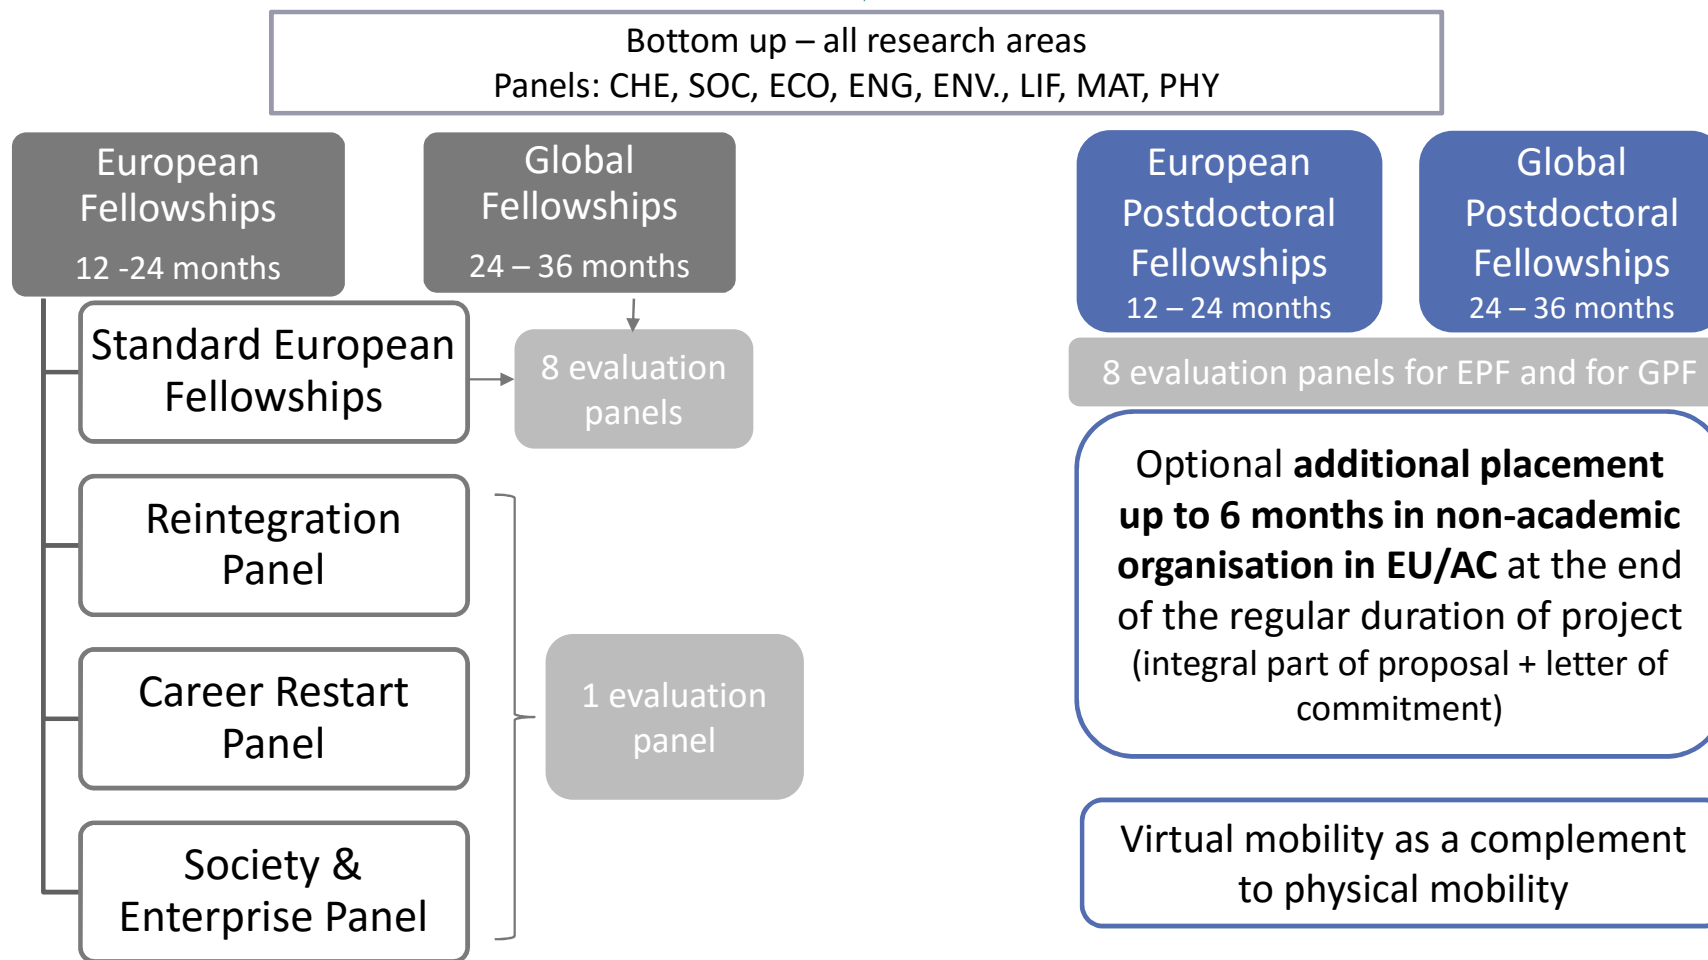 Bottom up – all research areas
Panels: CHE, SOC, ECO, ENG, ENV., LIF, MAT, PHY
European
Fellowships
12 -24 months
Global
Fellowships
24 – 36 months
Standard European
Fellowships
8 evaluation
panels
Reintegration
Panel
Career Restart
Panel
Society &
Enterprise Panel
1 evaluation
panel
European
Postdoctoral
Fellowships
12 – 24 months
Global
Postdoctoral
Fellowships
24 – 36 months
8 evaluation panels for EPF and for GPF
Optional additional placement
up to 6 months in non-academic
organisation in EU/AC at the end
of the regular duration of project
(integral part of proposal + letter of
commitment)
Virtual mobility as a complement
to physical mobility